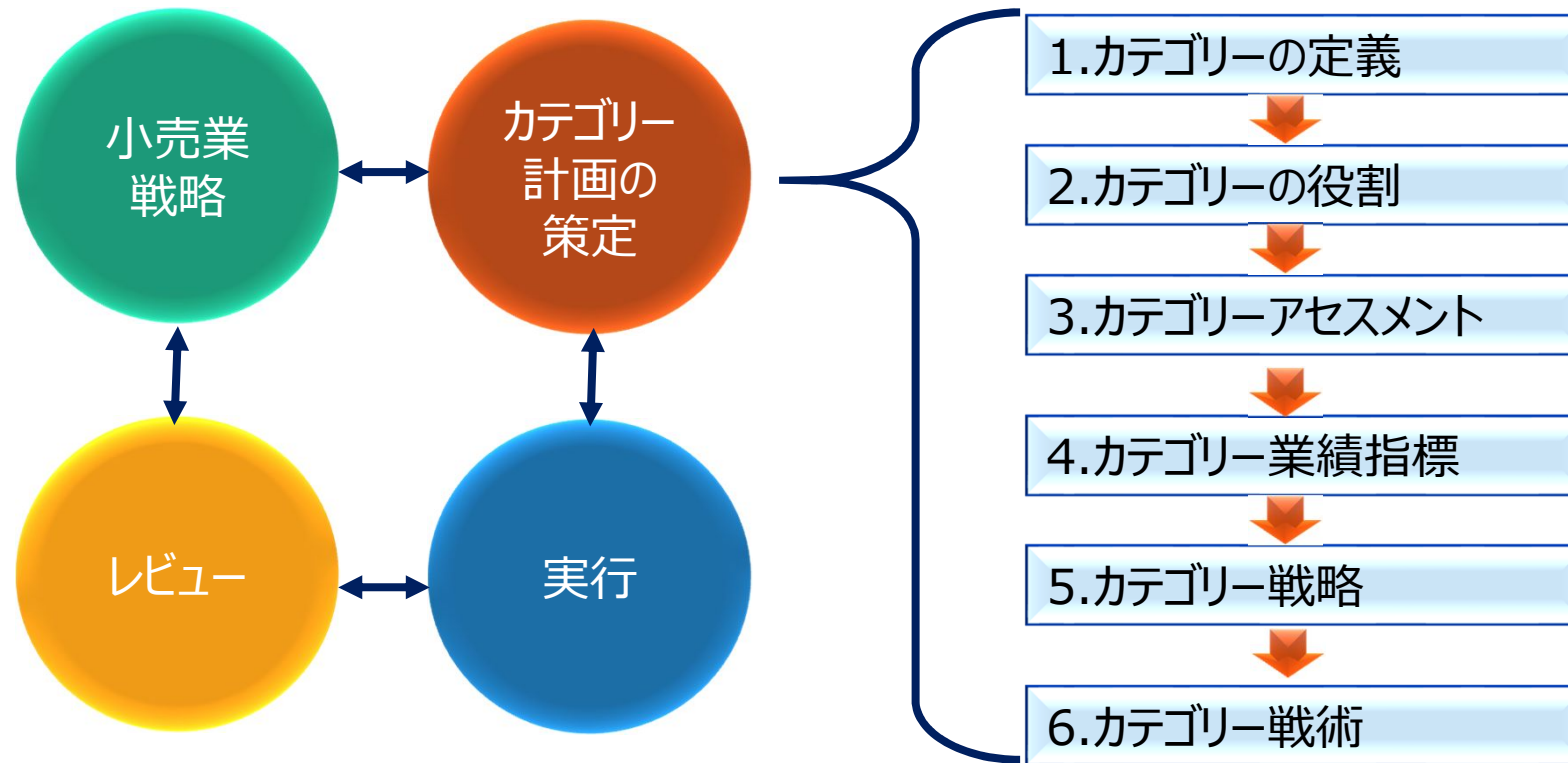 小売業
戦略
カテゴリー
計画の
策定
レビュー
実行
1.カテゴリーの定義
2.カテゴリーの役割
3.カテゴリーアセスメント
4.カテゴリー業績指標
5.カテゴリー戦略
6.カテゴリー戦術